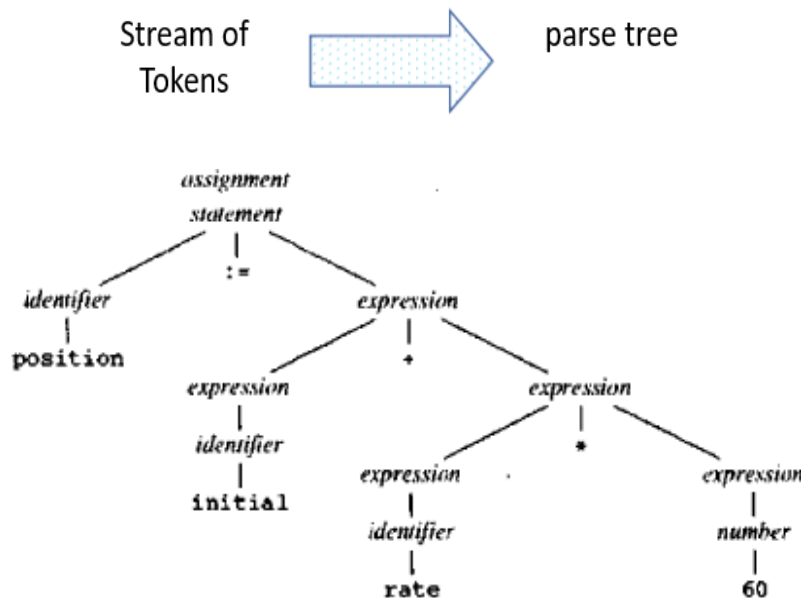 Stream of
Tokens
parse tree
assignment
statement
:=
identifier
expression
position
+
expression
expression
identifier
*
initial
expression
expression
identifier
number
rate
60